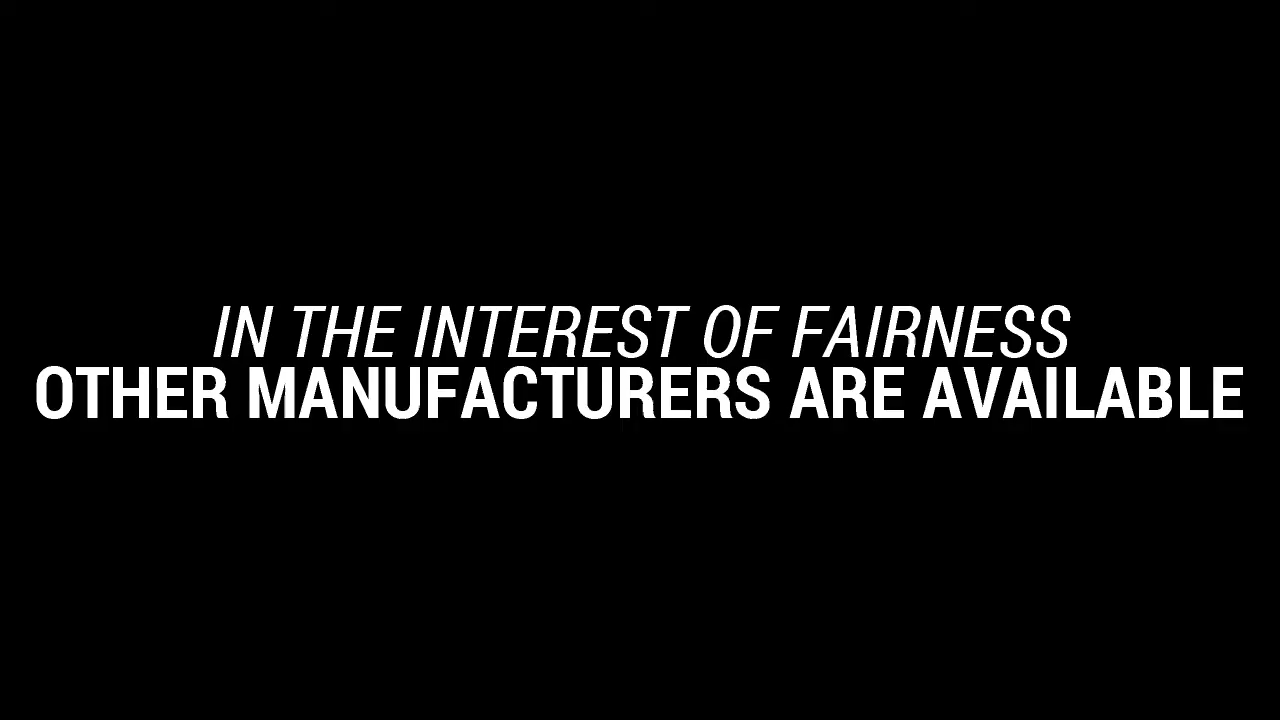 IN THE INTEREST OF FAIRNESS
OTHER MANUFACTURERS ARE AVAILABLE